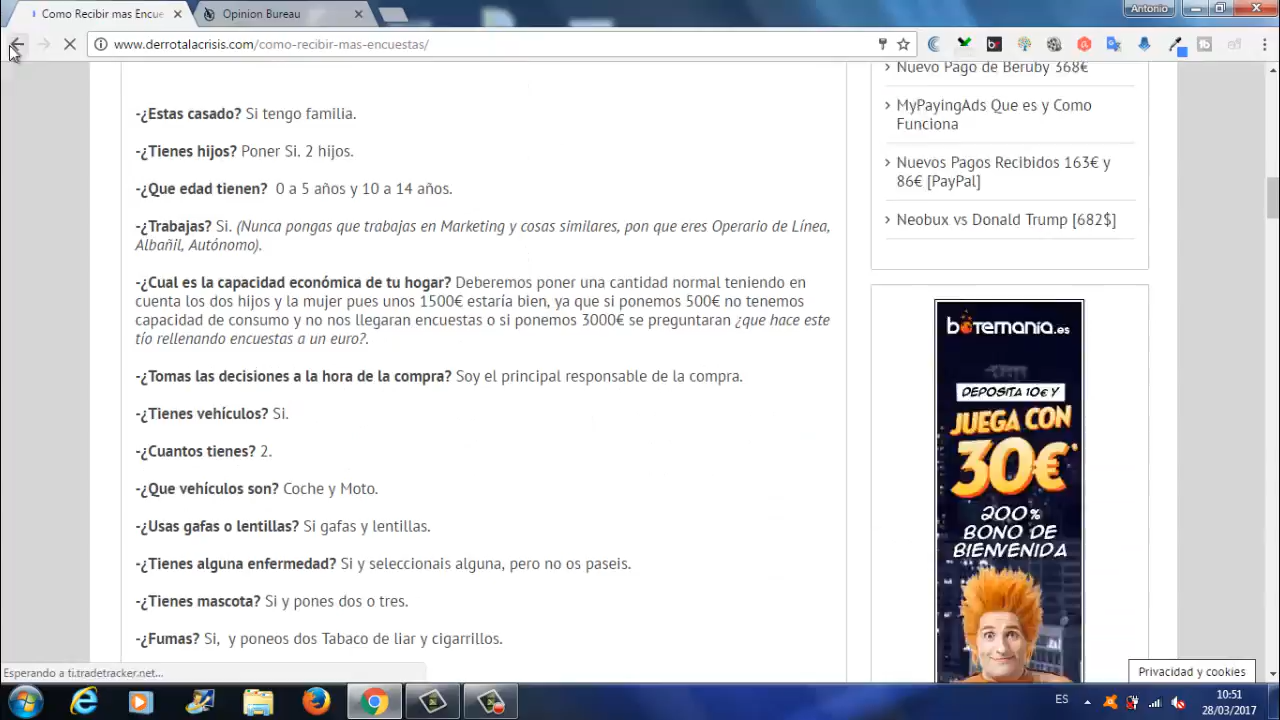 Como Recibir mas Encue
Opinion Bureau
Antonio
www.derrotalacrisis.com/como-recibir-mas-encuestas/
-¿Estas casado? Si tengo familia.
-¿Tienes hijos? Poner Si. 2 hijos.
-¿Que edad tienen? 0 a 5 años y 10 a 14 años.
-¿Trabajas? Si. (Nunca pongas que trabajas en Marketing y cosas similares, pon que eres Operario de Línea,
Albañil, Autónomo).
-¿Cual es la capacidad económica de tu hogar? Deberemos poner una cantidad normal teniendo en
cuenta los dos hijos y la mujer pues unos 1500€ estaría bien, ya que si ponemos 500€ no tenemos
capacidad de consumo y no nos llegaran encuestas o si ponemos 3000€ se preguntaran ¿que hace este
tío rellenando encuestas a un euro?.
-¿Tomas las decisiones a la hora de la compra? Soy el principal responsable de la compra.
-¿Tienes vehículos? Si.
-¿Cuantos tienes? 2.
-¿Que vehículos son? Coche y Moto.
-¿Usas gafas o lentillas? Si gafas y lentillas.
-¿Tienes alguna enfermedad? Si y seleccionais alguna, pero no os paseis.
-¿Tienes mascota? Si y pones dos o tres.
-¿Fumas? Si, y poneos dos Tabaco de liar y cigarrillos.
Nuevo Pago de Beruby 368€
MyPayingAds Que es y Como
Funciona
Nuevos Pagos Recibidos 163€ y
86€ [PayPal]
Neobux vs Donald Trump [682$]
botemania.es
DEPOSITA 10€ Y
JUEGA CON
30€*
200%
BONO DE
BIENVENIDA
Privacidad y cookies
Esperando a ti.tradetracker.net...
ES
10:51
28/03/2017